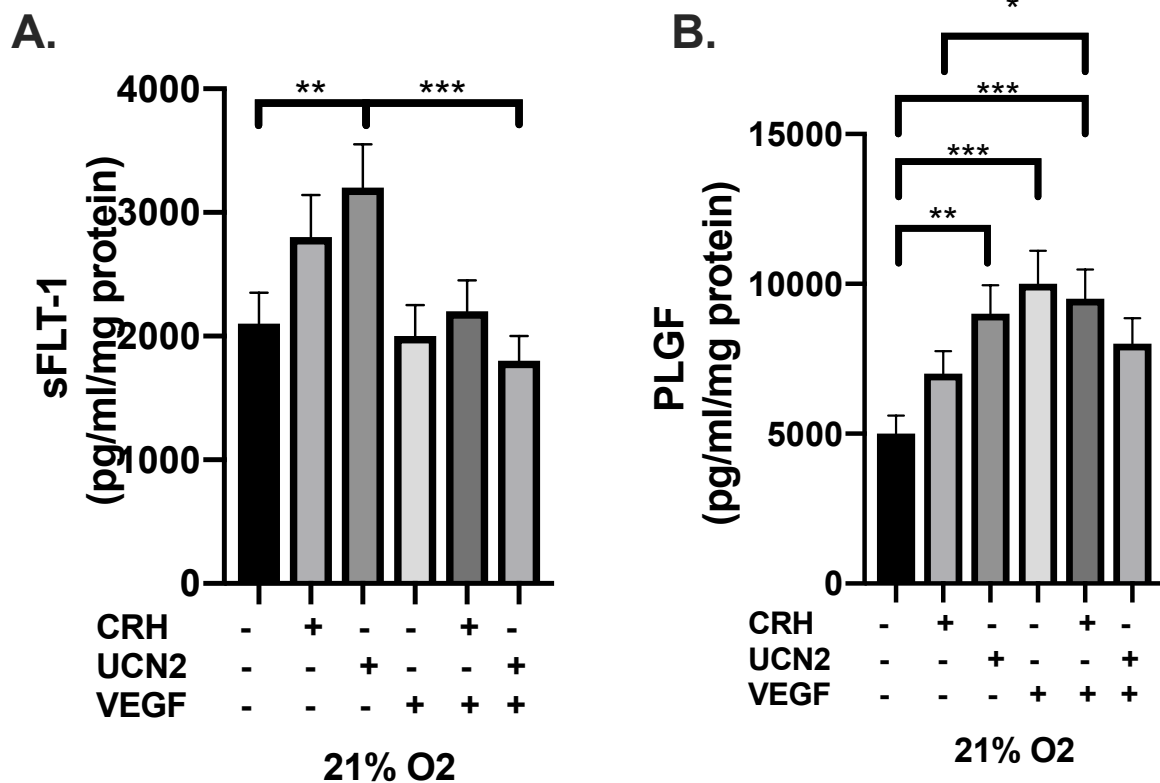 A.
** ***
4000
3000
2000
1000
0
sFLT-1
(pg/ml/mg protein)
CRH - + - - + -
UCN2 - - + - - +
VEGF - - - + + +
21% O2
B.
*
***
***
**
15000
10000
5000
0
PLGF
(pg/ml/mg protein)
CRH - + - - + -
UCN2 - - + - - +
VEGF - - - + + +
21% O2